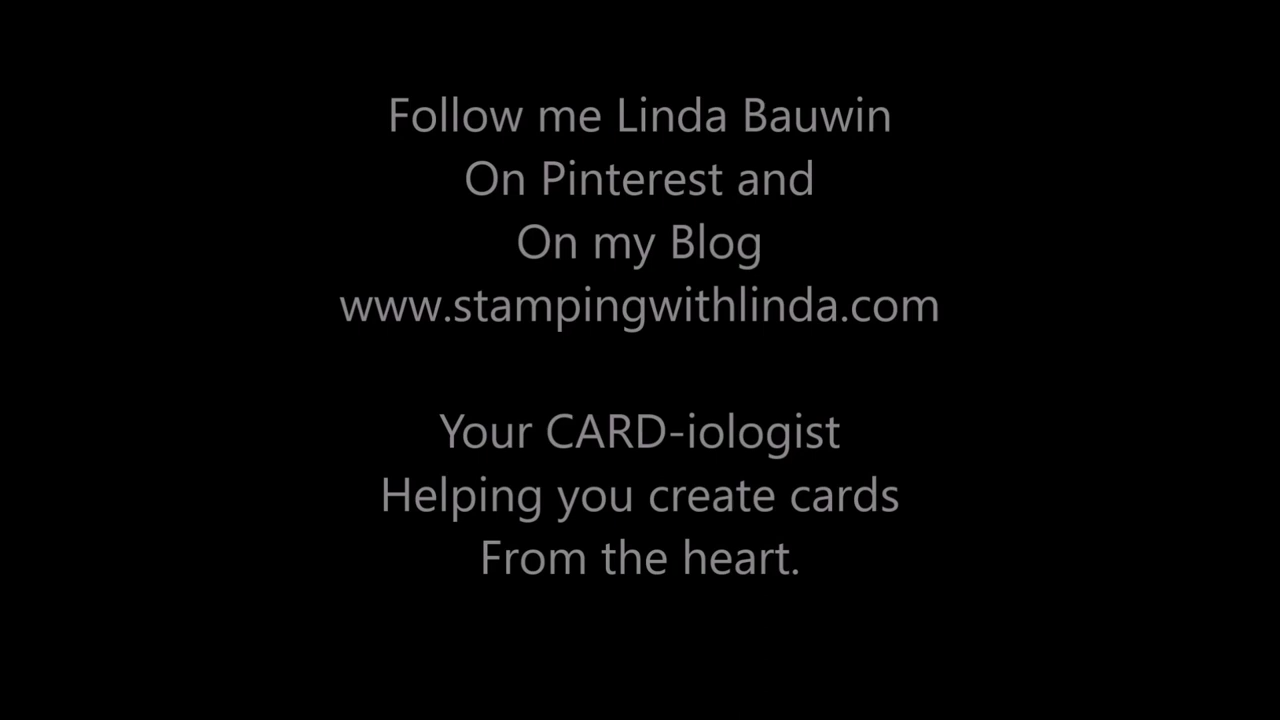 Follow me Linda Bauwin
On Pinterest and
On my Blog
www.stampingwithlinda.com
Your CARD-iologist
Helping you create cards
From the heart.